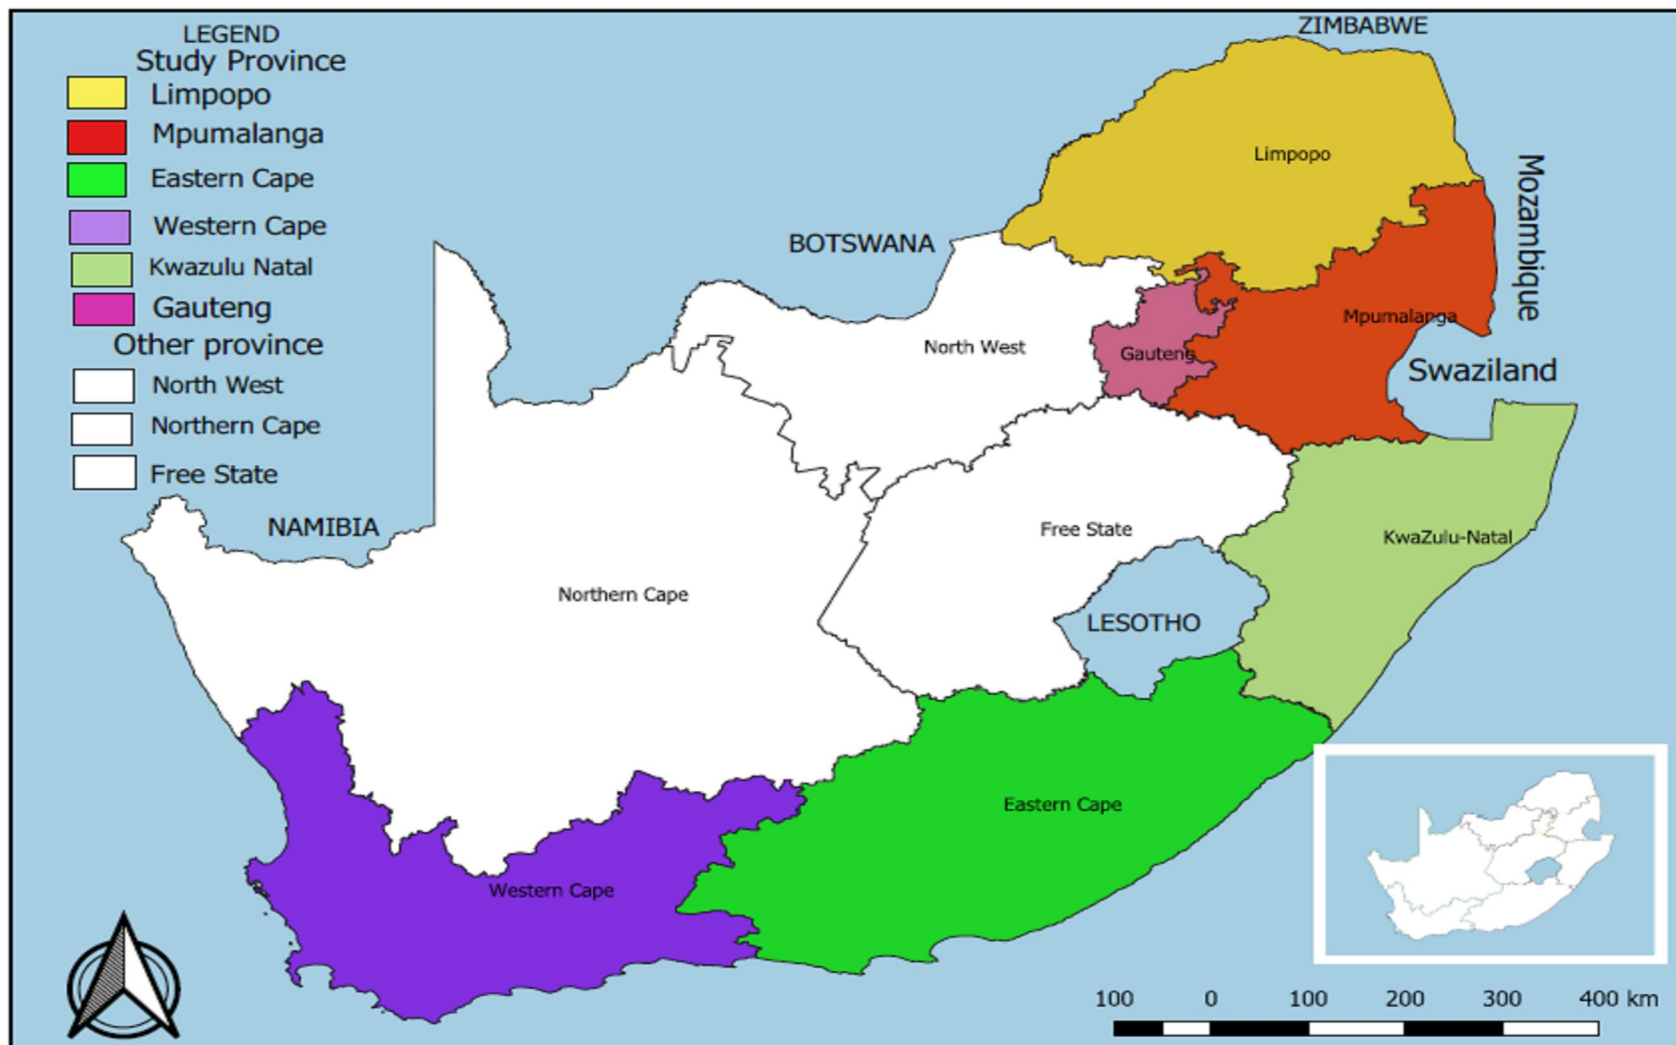 LEGEND
Study Province
Limpopo
Mpumalanga
Eastern Cape
Western Cape
Kwazulu Natal
Gauteng
Other province
North West
Northern Cape
Free State
ZIMBABWE
Limpopo
Mozambique
BOTSWANA
Mpumalanga
North West
Gauteng
Swaziland
NAMIBIA
Free State
KwaZulu-Natal
Northern Cape
LESOTHO
Eastern Cape
Western Cape
100 0 100 200 300 400 km